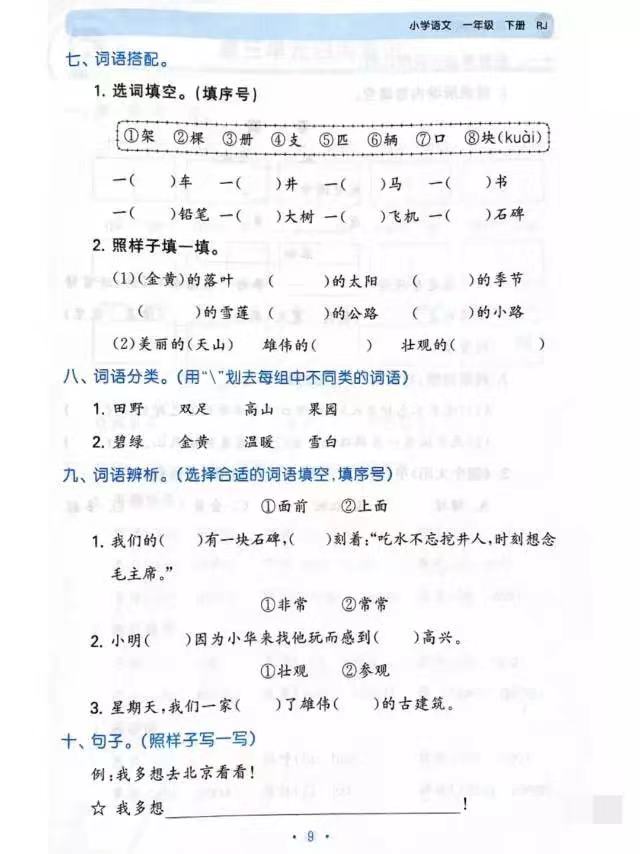 小学语文 一年级 下册 RJ
七、词语搭配。
1. 选词填空。(填序号)
①架 ②棵 ③册 ④支 ⑤匹 ⑥辆 ⑦口 ⑧块(kuài)
一( )车 一( )井 一( )马 一( )书
一( )铅笔 一( )大树 一( )飞机 一( )石碑
2. 照样子填一填。
(1)(金黄)的落叶 ( )的太阳 ( )的季节
( )的雪莲 ( )的公路 ( )的小路
(2)美丽的(天山) 雄伟的( ) 壮观的( )
八、词语分类。(用“\”划去每组中不同类的词语)
1. 田野 双足 高山 果园
2. 碧绿 金黄 温暖 雪白
九、词语辨析。(选择合适的词语填空,填序号)
①面前 ②上面
1. 我们的( )有一块石碑,( )刻着:“吃水不忘挖井人,时刻想念
毛主席。”
①非常 ②常常
2. 小明( )因为小华来找他玩而感到( )高兴。
①壮观 ②参观
3. 星期天,我们一家( )了雄伟( )的古建筑。
十、句子。(照样子写一写)
例:我多想去北京看看!
☆ 我多想____________________!
· 9 ·